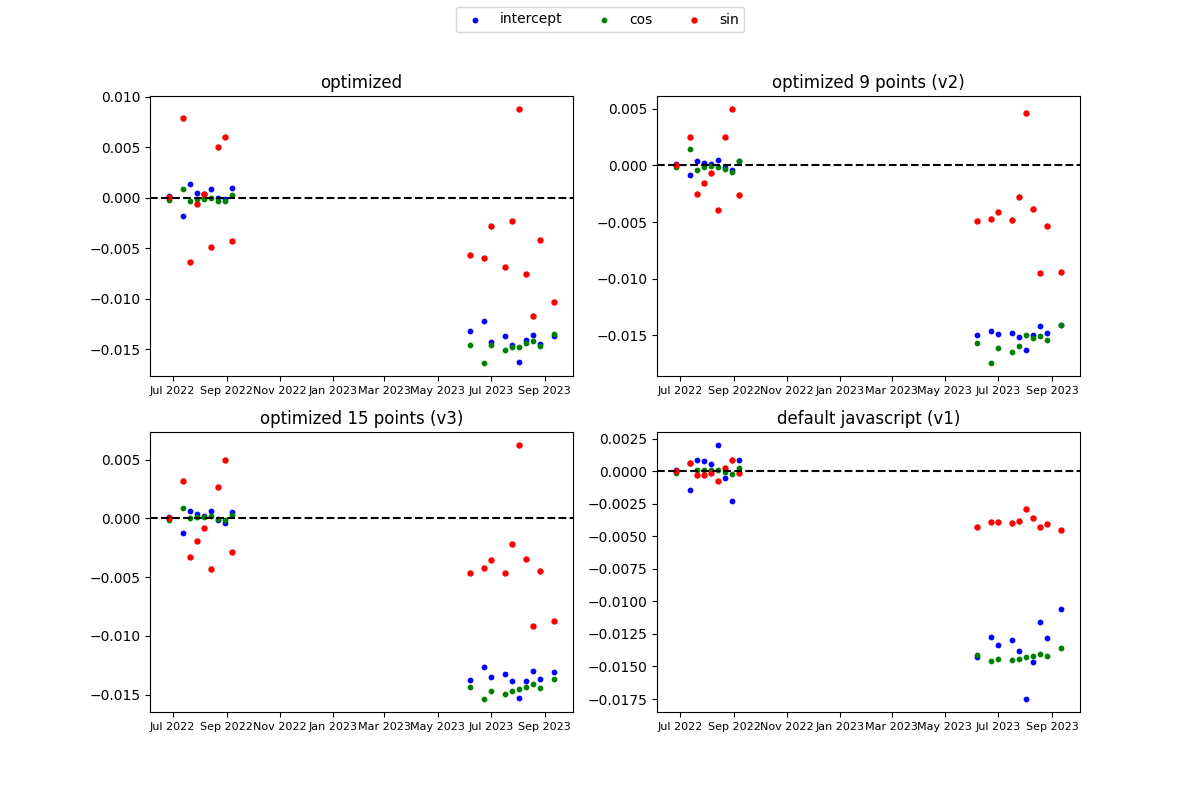 intercept cos sin
optimized
0.010
0.005
0.000
−0.005
−0.010
−0.015
Jul 2022 Sep 2022 Nov 2022 Jan 2023 Mar 2023 May 2023 Jul 2023 Sep 2023
optimized 9 points (v2)
0.005
0.000
−0.005
−0.010
−0.015
Jul 2022 Sep 2022 Nov 2022 Jan 2023 Mar 2023 May 2023 Jul 2023 Sep 2023
optimized 15 points (v3)
0.005
0.000
−0.005
−0.010
−0.015
Jul 2022 Sep 2022 Nov 2022 Jan 2023 Mar 2023 May 2023 Jul 2023 Sep 2023
default javascript (v1)
0.0025
0.0000
−0.0025
−0.0050
−0.0075
−0.0100
−0.0125
−0.0150
−0.0175
Jul 2022 Sep 2022 Nov 2022 Jan 2023 Mar 2023 May 2023 Jul 2023 Sep 2023